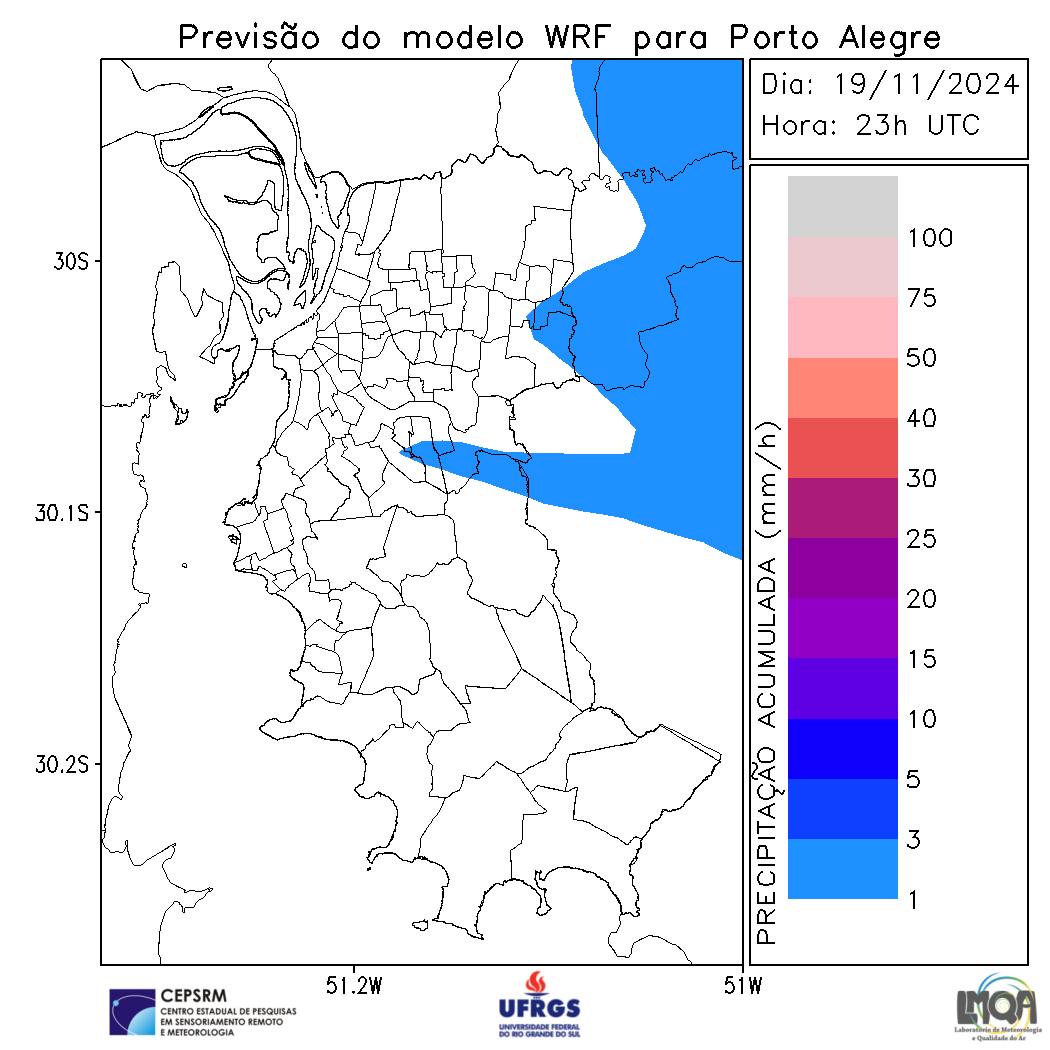 Previsão do modelo WRF para Porto Alegre
Dia: 19/11/2024
Hora: 23h UTC
30S
30.1S
30.2S
51.2W
51W
PRECIPITAÇÃO ACUMULADA (mm/h)
100
75
50
40
30
25
20
15
10
5
3
1
CEPSRM
CENTRO ESTADUAL DE PESQUISAS
EM SENSORIAMENTO REMOTO
E METEOROLOGIA
UFRGS
UNIVERSIDADE FEDERAL
DO RIO GRANDE DO SUL
LMQA
Laboratório de Meteorologia
e Qualidade do Ar